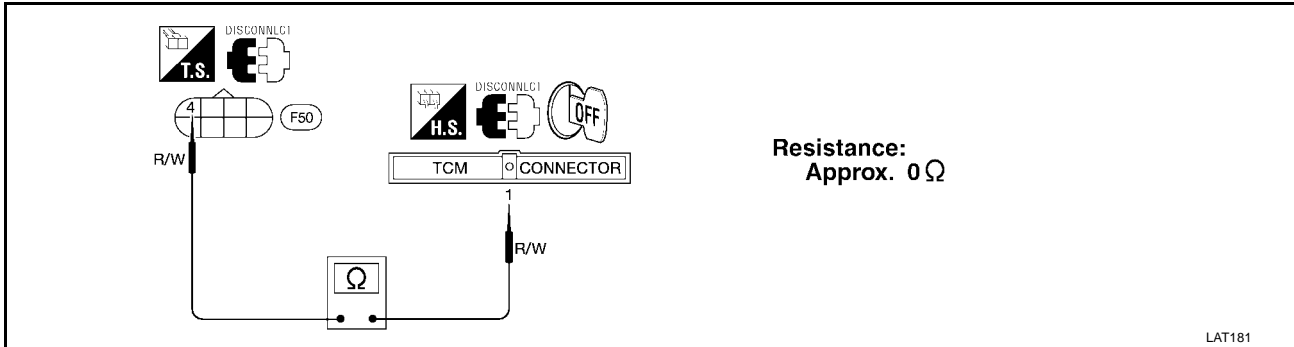 DISCONNECT
T.S.
4
F50
R/W
DISCONNECT
H.S.
OFF
TCM CONNECTOR
1
R/W
Ω
Resistance:
Approx. 0 Ω
LAT181